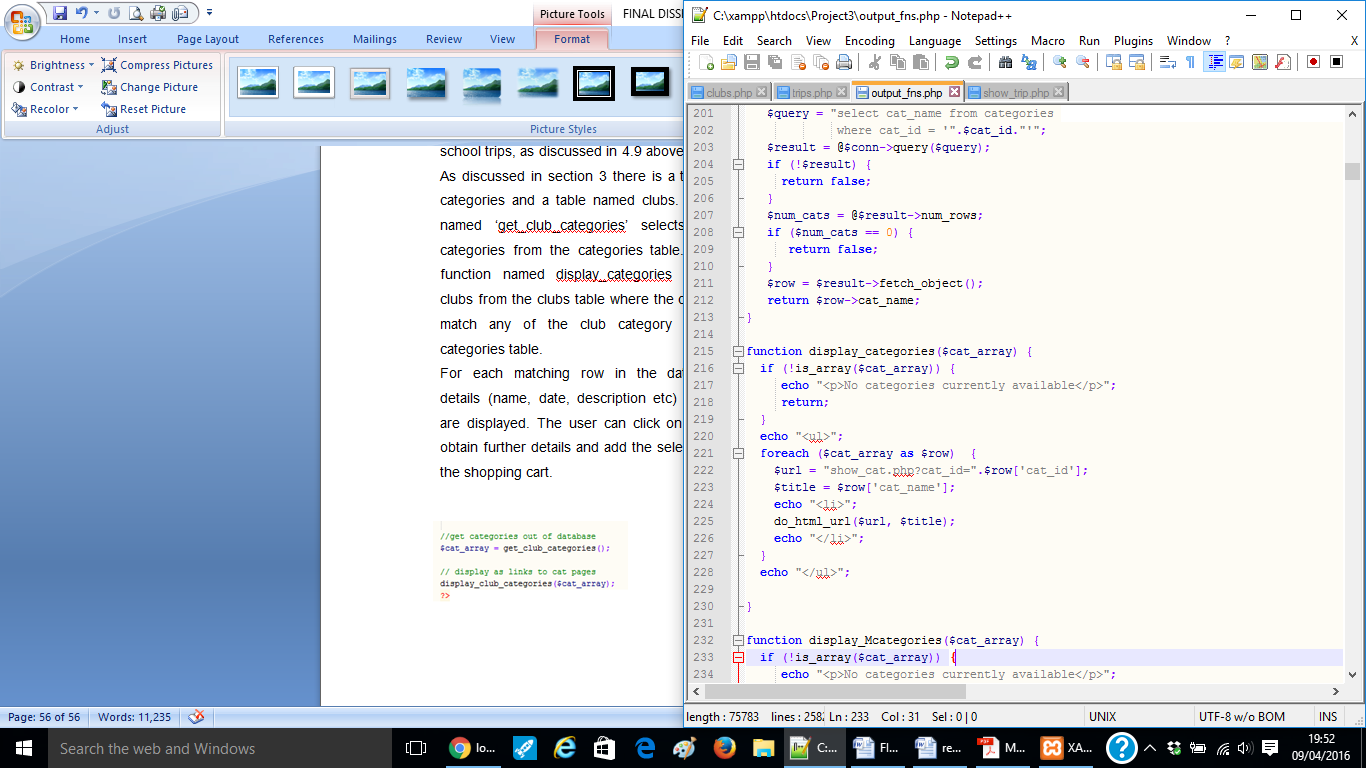 Picture Tools
FINAL DISSE
Home Insert Page Layout References Mailings Review View Format
Brightness
Compress Pictures
Contrast
Change Picture
Recolor
Reset Picture
Adjust
Picture Styles
school trips, as discussed in 4.9 above
As discussed in section 3 there is a t
categories and a table named clubs.
named ‘get_club_categories’ selects
categories from the categories table.
function named display_categories
clubs from the clubs table where the c
match any of the club category
categories table.
For each matching row in the da
details (name, date, description etc)
are displayed. The user can click on
obtain further details and add the sele
the shopping cart.
//get categories out of database
$cat_array = get_club_categories();
// display as links to cat pages
display_club_categories($cat_array);
?>
Page: 56 of 56 Words: 11,235
C:\xampp\htdocs\Project3\output_fns.php - Notepad++
File Edit Search View Encoding Language Settings Macro Run Plugins Window ? X
clubs.php trips.php output_fns.php show_trip.php
201 $query = "select cat_name from categories
202 where cat_id = '".$cat_id."'";
203 $result = @$conn->query($query);
204 if (!$result) {
205 return false;
206 }
207 $num_cats = @$result->num_rows;
208 if ($num_cats == 0) {
209 return false;
210 }
211 $row = $result->fetch_object();
212 return $row->cat_name;
213 }
214
215 function display_categories($cat_array) {
216 if (!is_array($cat_array)) {
217 echo "<p>No categories currently available</p>";
218 return;
219 }
220 echo "<ul>";
221 foreach ($cat_array as $row) {
222 $url = "show_cat.php?cat_id=".$row['cat_id'];
223 $title = $row['cat_name'];
224 echo "<li>";
225 do_html_url($url, $title);
226 echo "</li>";
227 }
228 echo "</ul>";
229
230 }
231
232 function display_Mcategories($cat_array) {
233 if (!is_array($cat_array)) {
234 echo "<p>No categories currently available</p>";
length : 75783 lines : 2582 Ln : 233 Col : 31 Sel : 0 | 0 UNIX UTF-8 w/o BOM INS
Search the web and Windows
lo... C:... Fl... re... M... XA...
19:52
09/04/2016